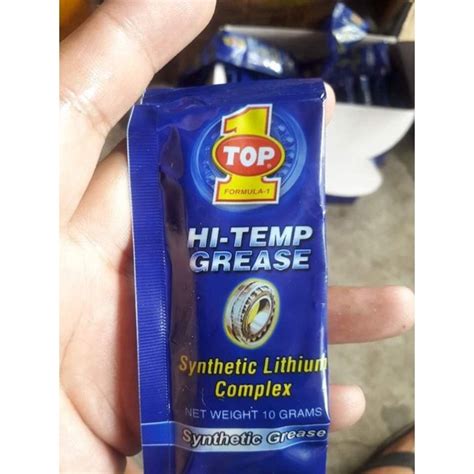 1
TOP
FORMULA-1
HI-TEMP
GREASE
Synthetic Lithium
Complex
NET WEIGHT 10 GRAMS
Synthetic Grease